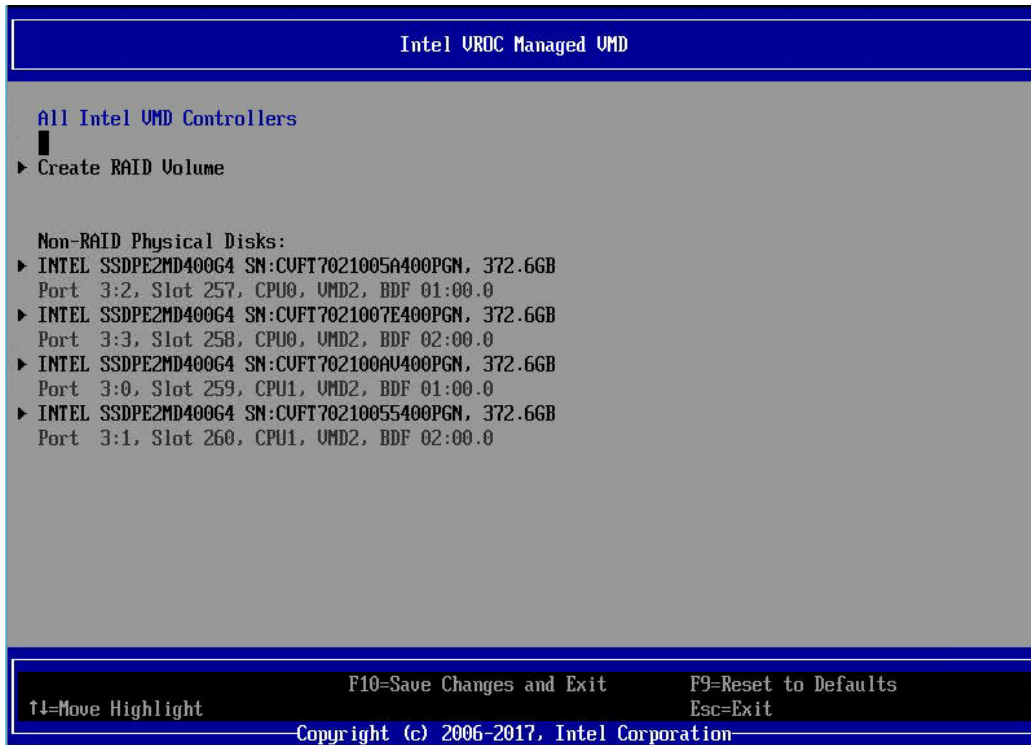 Intel VROC Managed VMD
All Intel VMD Controllers
Create RAID Volume
Non-RAID Physical Disks:
INTEL SSDPE2MD400G4 SN:CVFT7021005A400PGN, 372.6GB
Port  3:2, Slot 257, CPU0, VMD2, BDF 01:00.0
INTEL SSDPE2MD400G4 SN:CVFT7021007E400PGN, 372.6GB
Port  3:3, Slot 258, CPU0, VMD2, BDF 02:00.0
INTEL SSDPE2MD400G4 SN:CVFT702100AV400PGN, 372.6GB
Port  3:0, Slot 259, CPU1, VMD2, BDF 01:00.0
INTEL SSDPE2MD400G4 SN:CVFT70210055400PGN, 372.6GB
Port  3:1, Slot 260, CPU1, VMD2, BDF 02:00.0
F10=Save Changes and Exit F9=Reset to Defaults
↑↓=Move Highlight Esc=Exit
Copyright (c) 2006-2017, Intel Corporation